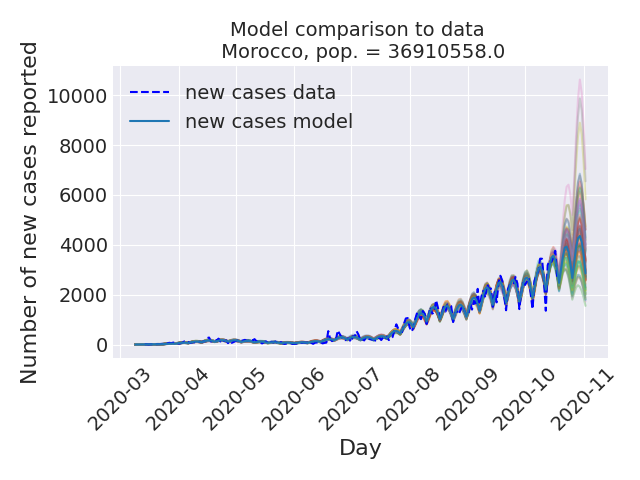 Model comparison to data
Morocco, pop. = 36910558.0
Number of new cases reported
10000
8000
6000
4000
2000
0
new cases data
new cases model
2020-03
2020-04
2020-05
2020-06
2020-07
2020-08
2020-09
2020-10
2020-11
Day